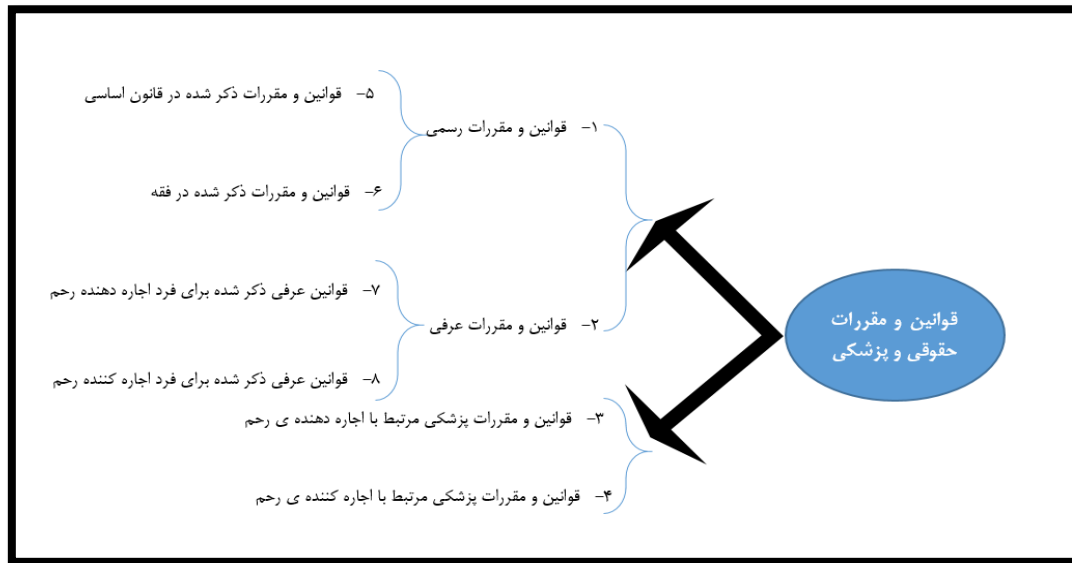 قوانین و مقررات
حقوقی و پزشکی
۱- قوانین و مقررات رسمی
۵- قوانین و مقررات ذکر شده در قانون اساسی
۶- قوانین و مقررات ذکر شده در فقه
۲- قوانین و مقررات عرفی
۷- قوانین عرفی ذکر شده برای فرد اجاره دهنده رحم
۸- قوانین عرفی ذکر شده برای فرد اجاره کننده رحم
۳- قوانین و مقررات پزشکی مرتبط با اجاره دهنده ی رحم
۴- قوانین و مقررات پزشکی مرتبط با اجاره کننده ی رحم